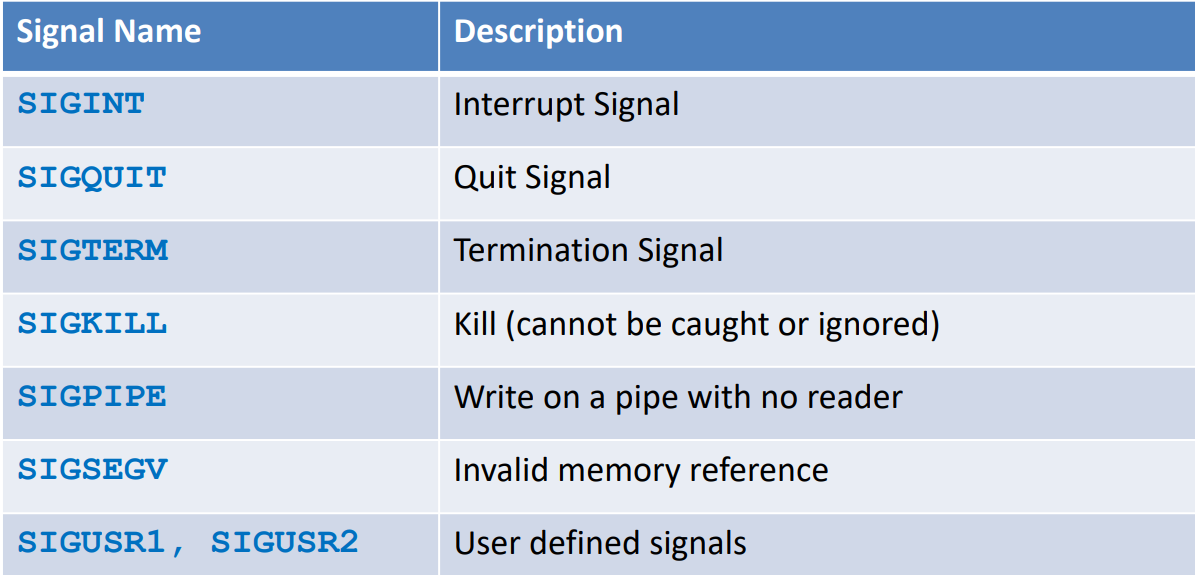 Signal Name Description
SIGINT Interrupt Signal
SIGQUIT Quit Signal
SIGTERM Termination Signal
SIGKILL Kill (cannot be caught or ignored)
SIGPIPE Write on a pipe with no reader
SIGSEGV Invalid memory reference
SIGUSR1, SIGUSR2 User defined signals